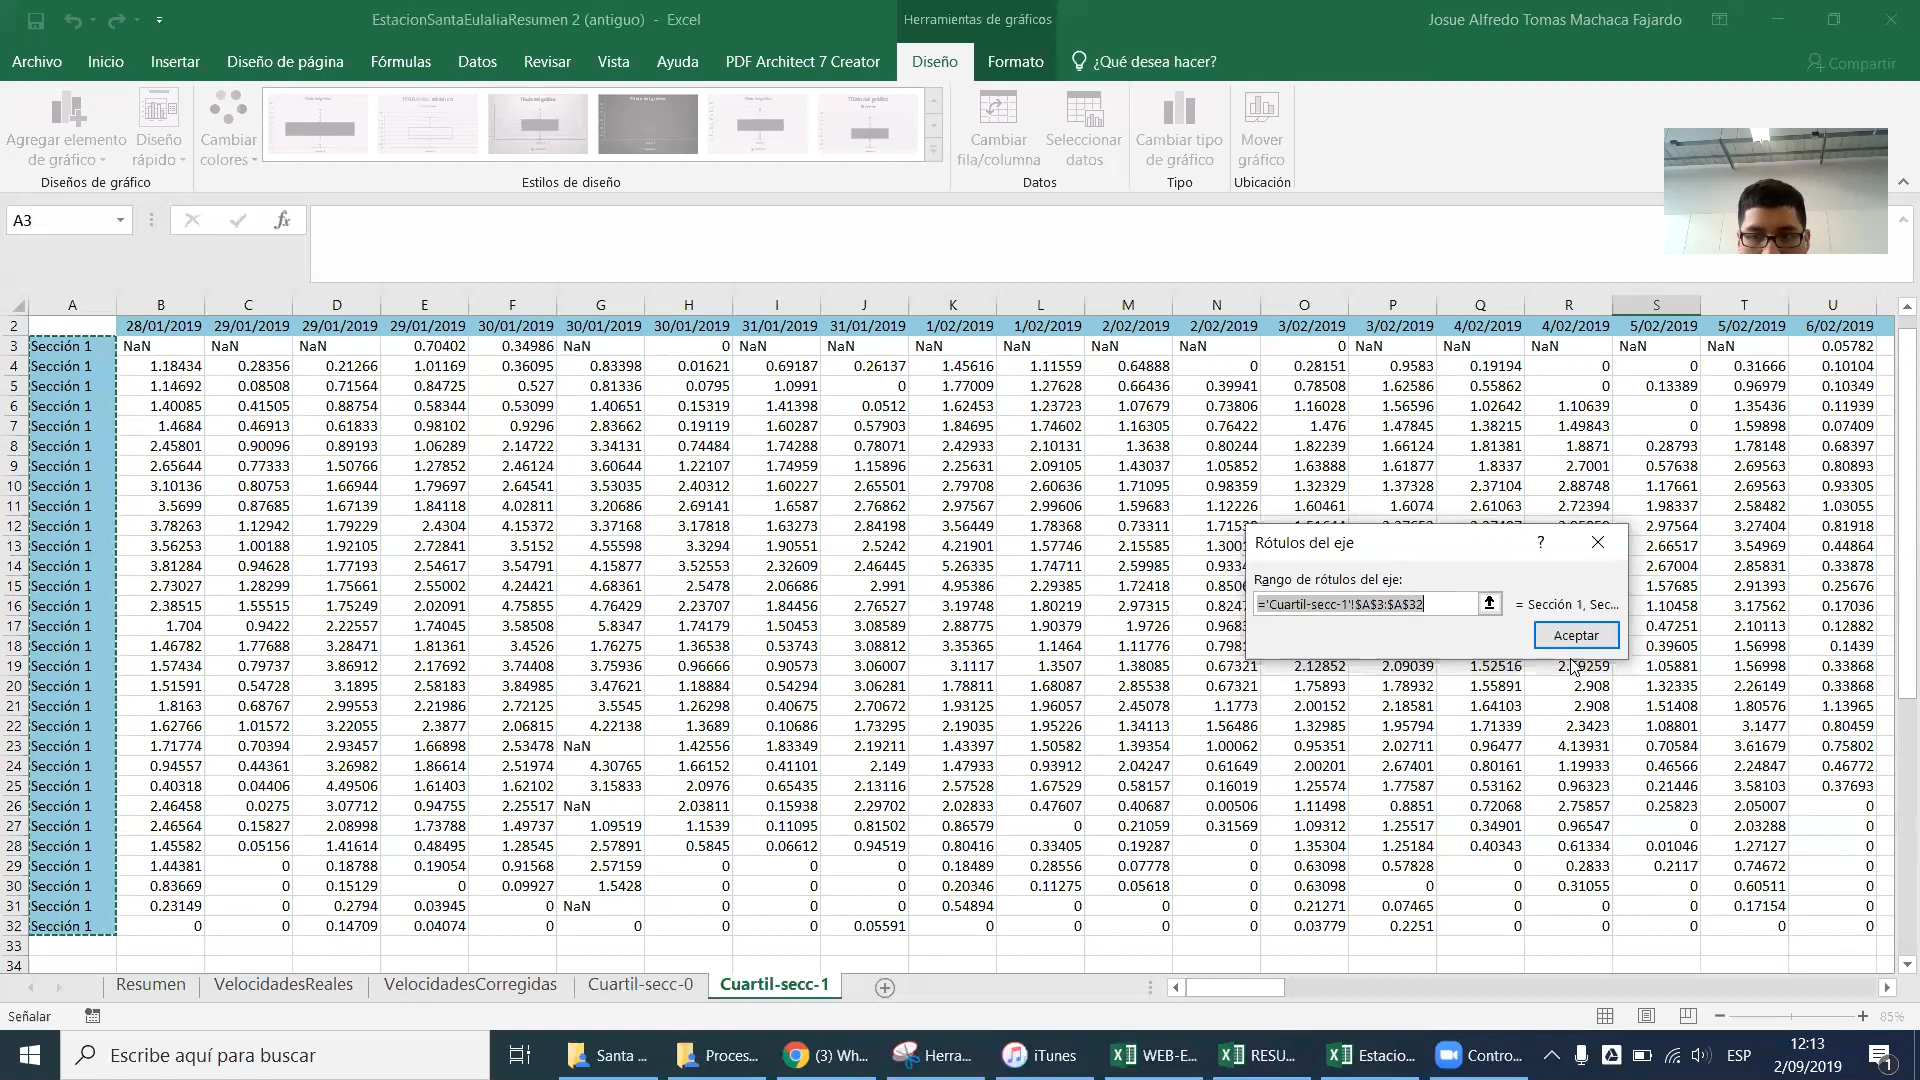 EstacionSantaEulaliaResumen 2 (antiguo) - Excel
Herramientas de gráficos
Josue Alfredo Tomas Machaca Fajardo
Archivo Inicio Insertar Diseño de página Fórmulas Datos Revisar Vista Ayuda PDF Architect 7 Creator Diseño Formato ¿Qué desea hacer? Compartir
Agregar elemento de gráfico
Diseño rápido
Cambiar colores
Cambiar fila/columna
Seleccionar datos
Cambiar tipo de gráfico
Mover gráfico
Diseños de gráfico Estilos de diseño Datos Tipo Ubicación
A3 fx
A B C D E F G H I J K L M N O P Q R S T U
2 28/01/2019 29/01/2019 29/01/2019 29/01/2019 30/01/2019 30/01/2019 30/01/2019 31/01/2019 31/01/2019 1/02/2019 1/02/2019 2/02/2019 2/02/2019 3/02/2019 3/02/2019 4/02/2019 4/02/2019 5/02/2019 5/02/2019 6/02/2019
3 Sección 1 NaN NaN NaN 0.70402 0.34986 NaN 0 NaN NaN NaN NaN NaN NaN 0 NaN NaN NaN NaN NaN 0.05782
4 Sección 1 1.18434 0.28356 0.21266 1.01169 0.36095 0.83398 0.01621 0.69187 0.26137 1.45616 1.11559 0.64888 0 0.28151 0.9583 0.19194 0 0 0.31666 0.10104
5 Sección 1 1.14692 0.08508 0.71564 0.84725 0.527 0.81336 0.0795 1.0991 0 1.77009 1.27628 0.66436 0.39941 0.78508 1.62586 0.55862 0 0.13389 0.96979 0.10349
6 Sección 1 1.40085 0.41505 0.88754 0.58344 0.53099 1.40651 0.15319 1.41398 0.0512 1.62453 1.23723 1.07679 0.73806 1.16028 1.56596 1.02642 1.10639 0 1.35436 0.11939
7 Sección 1 1.4684 0.46913 0.61833 0.98102 0.9296 2.83662 0.19119 1.60287 0.57903 1.84695 1.74602 1.16305 0.76422 1.476 1.47845 1.38215 1.49843 0 1.59898 0.07409
8 Sección 1 2.45801 0.90096 0.89193 1.06289 2.14722 3.34131 0.74484 1.74288 0.78071 2.42933 2.10131 1.3638 0.80244 1.82239 1.66124 1.81381 1.8871 0.28793 1.78148 0.68397
9 Sección 1 2.65644 0.77333 1.50766 1.27852 2.46124 3.60644 1.22107 1.74959 1.15896 2.25631 2.09105 1.43037 1.05852 1.63888 1.61877 1.8337 2.7001 0.57638 2.69563 0.80893
10 Sección 1 3.10136 0.80753 1.66944 1.79697 2.64541 3.53035 2.40312 1.60227 2.65501 2.79708 2.60636 1.71095 0.98359 1.32329 1.37328 2.37104 2.88748 1.17661 2.69563 0.93305
11 Sección 1 3.5699 0.87685 1.67139 1.84118 4.02811 3.20686 2.69141 1.6587 2.76862 2.97567 2.99606 1.59683 1.12226 1.60461 1.6074 2.61063 2.72394 1.98337 2.58482 1.03055
12 Sección 1 3.78263 1.12942 1.79229 2.4304 4.15372 3.37168 3.17818 1.63273 2.84198 3.56449 1.78368 0.73311 2.97564 3.27404 0.81918
13 Sección 1 3.56253 1.00188 1.92105 2.72841 3.5152 4.55598 3.3294 1.90551 2.5242 4.21901 1.57746 2.15585 2.66517 3.54969 0.44864
14 Sección 1 3.81284 0.94628 1.77193 2.54617 3.54791 4.15877 3.52553 2.32609 2.46445 5.26335 1.74711 2.59985 2.67004 2.85831 0.33878
15 Sección 1 2.73027 1.28299 1.75661 2.55002 4.24421 4.68361 2.5478 2.06686 2.991 4.95386 2.29385 1.72418 1.57685 2.91393 0.25676
16 Sección 1 2.38515 1.55515 1.75249 2.02091 4.75855 4.76429 2.23707 1.84456 2.76527 3.19748 1.80219 2.97315 1.10458 3.17562 0.17036
17 Sección 1 1.704 0.9422 2.22557 1.74045 3.58508 5.8347 1.74179 1.50453 3.08589 2.88775 1.90379 1.9726 0.47251 2.10113 0.12882
18 Sección 1 1.46782 1.77688 3.28471 1.81361 3.4526 1.76275 1.36538 0.53743 3.08812 3.35365 1.1464 1.11776 0.39605 1.56998 0.1439
19 Sección 1 1.57434 0.79737 3.86912 2.17692 3.74408 3.75936 0.96666 0.90573 3.06007 3.1117 1.3507 1.38085 0.67321 2.12852 2.09039 1.52516 1.05881 1.56998 0.33868
20 Sección 1 1.51591 0.54728 3.1895 2.58183 3.84985 3.47621 1.18884 0.54294 3.06281 1.78811 1.68087 2.85538 0.67321 1.75893 1.78932 1.55891 2.908 1.32335 2.26149 0.33868
21 Sección 1 1.8163 0.68767 2.99553 2.21986 2.72125 3.5545 1.26298 0.40675 2.70672 1.93125 1.96057 2.45078 1.1773 2.00152 2.18581 1.64103 2.908 1.51408 1.80576 1.13965
22 Sección 1 1.62766 1.01572 3.22055 2.3877 2.06815 4.22138 1.3689 0.10686 1.73295 2.19035 1.95226 1.34113 1.56486 1.32985 1.95794 1.71339 2.3423 1.08801 3.1477 0.80459
23 Sección 1 1.71774 0.70394 2.93457 1.66898 2.53478 NaN 1.42556 1.83349 2.19211 1.43397 1.50582 1.39354 1.00062 0.95351 2.02711 0.96477 4.13931 0.70584 3.61679 0.75802
24 Sección 1 0.94557 0.44361 3.26982 1.86614 2.51974 4.30765 1.66152 0.41101 2.149 1.47933 0.93912 2.04247 0.61649 2.00201 2.67401 0.80161 1.19933 0.46566 2.24847 0.46772
25 Sección 1 0.40318 0.04406 4.49506 1.61403 1.62102 3.15833 2.0976 0.65435 2.13116 2.57528 1.67529 0.58157 0.16019 1.25574 1.77587 0.53162 0.96323 0.21446 3.58103 0.37693
26 Sección 1 2.46458 0.0275 3.07712 0.94755 2.25517 NaN 2.03811 0.15938 2.29702 2.02833 0.47607 0.40687 0.00506 1.11498 0.8851 0.72068 2.75857 0.25823 2.05007 0
27 Sección 1 2.46564 0.15827 2.08998 1.73788 1.49737 1.09519 1.1539 0.11095 0.81502 0.86579 0 0.21059 0.31569 1.09312 1.25517 0.34901 0.96547 0 2.03288 0
28 Sección 1 1.45582 0.05156 1.41614 0.48495 1.28545 2.57891 0.5845 0.06612 0.94519 0.80416 0.33405 0.19287 0 1.35304 1.25184 0.40343 0.61334 0.01046 1.27127 0
29 Sección 1 1.44381 0 0.18788 0.19054 0.91568 2.57159 0 0 0 0.18489 0.28556 0.07778 0 0.63098 0.57828 0 0.2833 0.2117 0.74672 0
30 Sección 1 0.83669 0 0.15129 0 0.09927 1.5428 0 0 0 0.20346 0.11275 0.05618 0 0.63098 0 0 0.31055 0 0.60511 0
31 Sección 1 0.23149 0 0.2794 0.03945 0 NaN 0 0 0 0.54894 0 0 0 0.21271 0.07465 0 0 0 0.17154 0
32 Sección 1 0 0 0.14709 0.04074 0 0 0 0 0.05591 0 0 0 0 0.03779 0.2251 0 0 0 0 0
33
34
Rótulos del eje ?
Rango de rótulos del eje:
='Cuartil-secc-1'!$A$3:$A$32 = Sección 1, Sec...
Aceptar
Resumen VelocidadesReales VelocidadesCorregidas Cuartil-secc-0 Cuartil-secc-1
Señalar 85%
Escribe aquí para buscar Santa ... Proces... (3) Wh... Herra... iTunes WEB-E... RESU... Estacio... Contro... ESP 12:13
2/09/2019 1